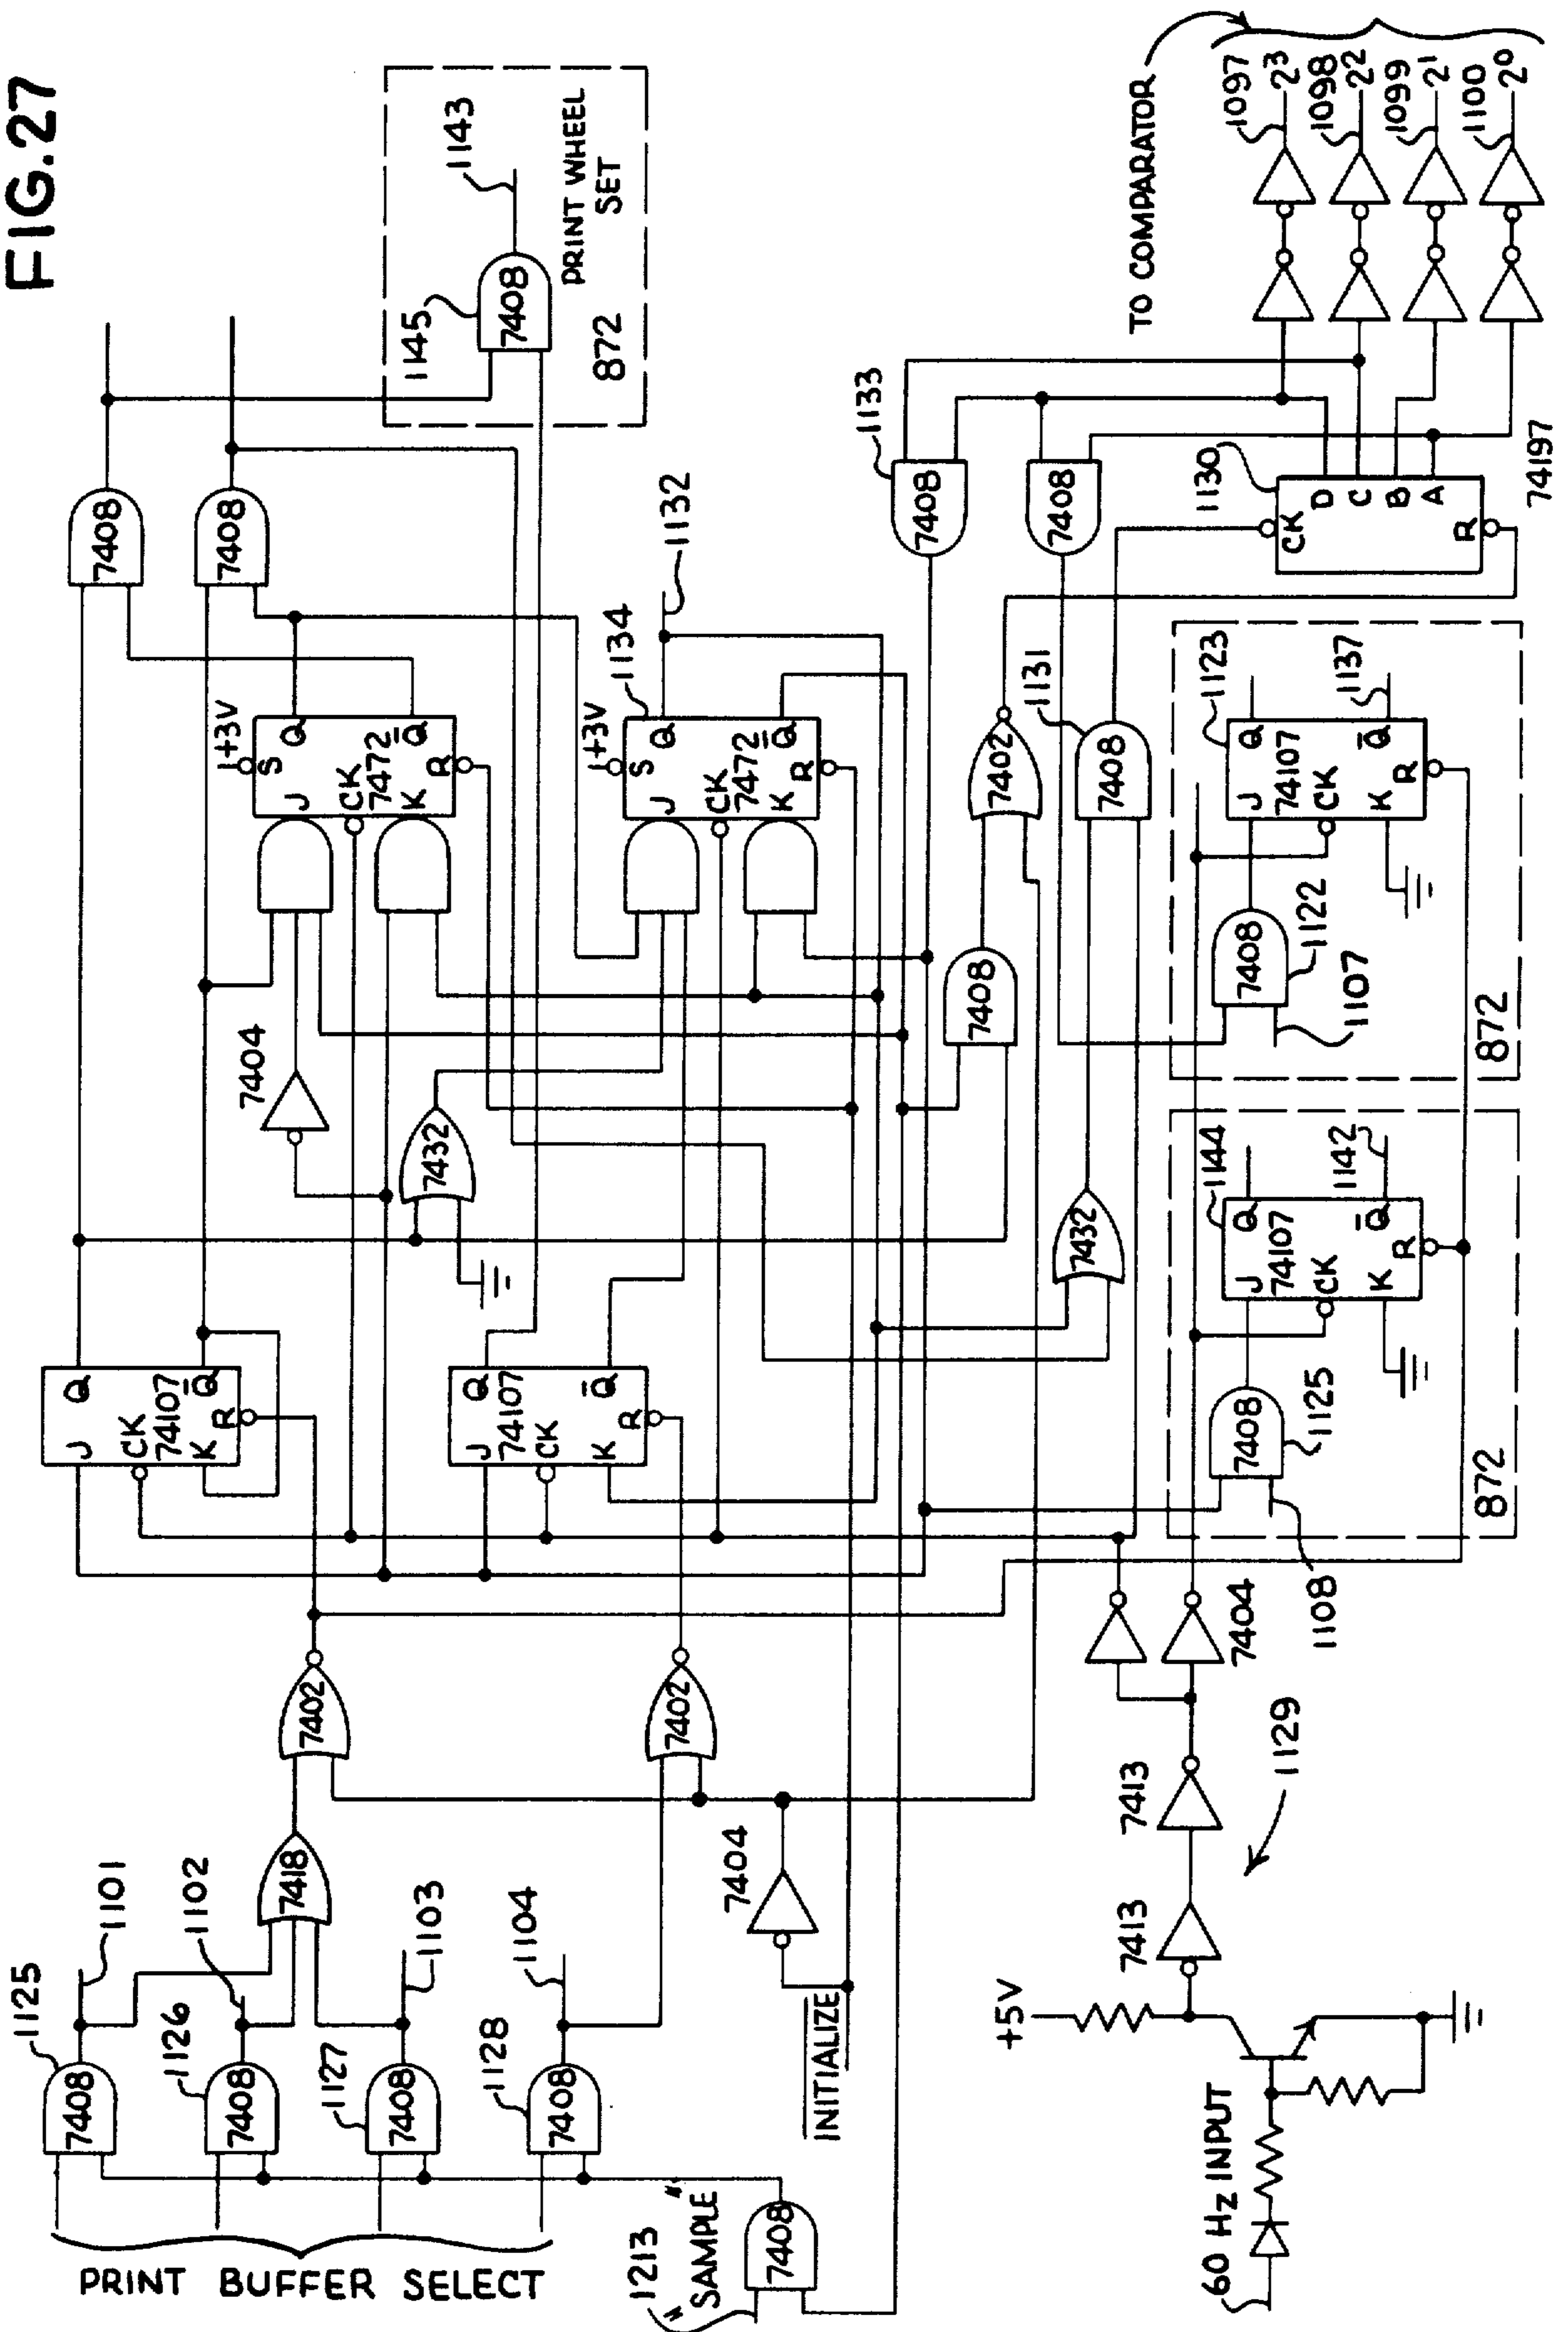 FIG.27
1125
7408
1101
1126
7408
1102
1127
7408
1103
1128
7408
1104
PRINT BUFFER SELECT
1213
"SAMPLE"
7408
7418
7402
7402
7404
INITIALIZE
J
Q
CK
74107
K
Q
R
J
Q
74107
CK
K
Q
R
7404
7432
+3V
S
J
Q
CK
7472
K
Q
R
+3V
1134
S
J
Q
CK
7472
K
Q
R
1132
7408
7408
1145
7408
1143
PRINT WHEEL
SET
872
60 Hz INPUT
+5V
7413
7413
1129
7404
1108
7408
1125
J
Q
74107
CK
K
Q
R
1144
1142
872
7432
7408
7402
1131
7408
1107
7408
1122
J
Q
74107
CK
K
Q
R
1123
1137
872
1133
7408
7408
1130
CK
D
C
B
A
R
74197
TO COMPARATOR
1097
2³
1098
2²
1099
2¹
1100
2⁰